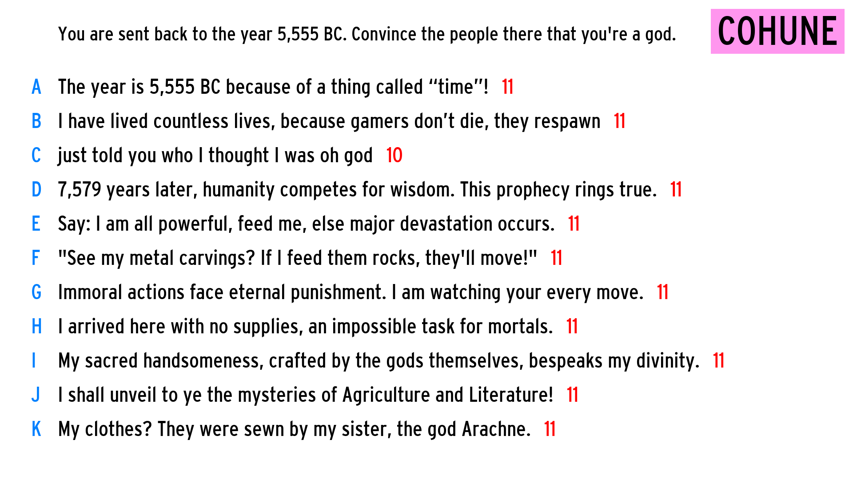 You are sent back to the year 5,555 BC. Convince the people there that you're a god.
COHUNE
A The year is 5,555 BC because of a thing called “time”! 11
B I have lived countless lives, because gamers don’t die, they respawn 11
C just told you who I thought I was oh god 10
D 7,579 years later, humanity competes for wisdom. This prophecy rings true. 11
E Say: I am all powerful, feed me, else major devastation occurs. 11
F "See my metal carvings? If I feed them rocks, they'll move!" 11
G Immoral actions face eternal punishment. I am watching your every move. 11
H I arrived here with no supplies, an impossible task for mortals. 11
I My sacred handsomeness, crafted by the gods themselves, bespeaks my divinity. 11
J I shall unveil to ye the mysteries of Agriculture and Literature! 11
K My clothes? They were sewn by my sister, the god Arachne. 11